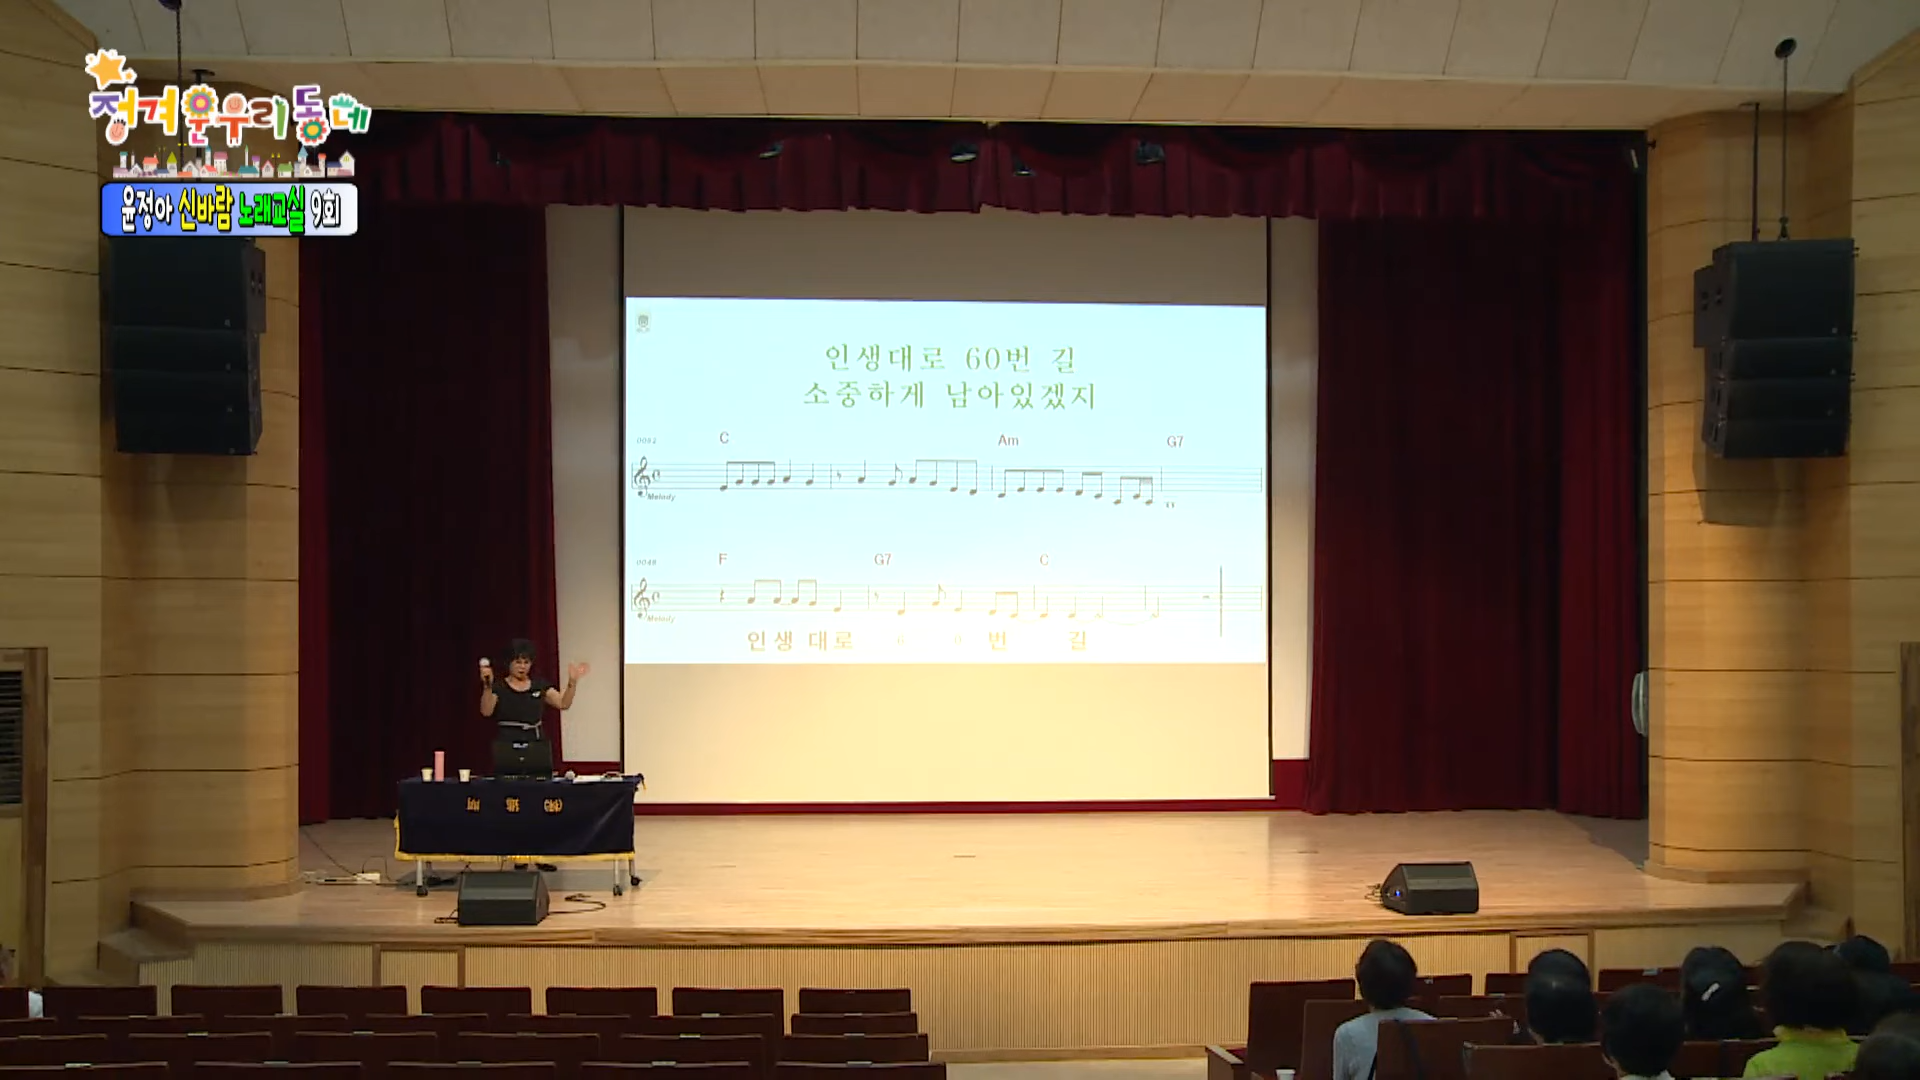 정겨운우리동네
윤정아 신바람 노래교실 9회
인생대로 60번 길
소중하게 남아있겠지
C Am G7
Melody
F G7 C
Melody
인생 대로 6 0 번 길